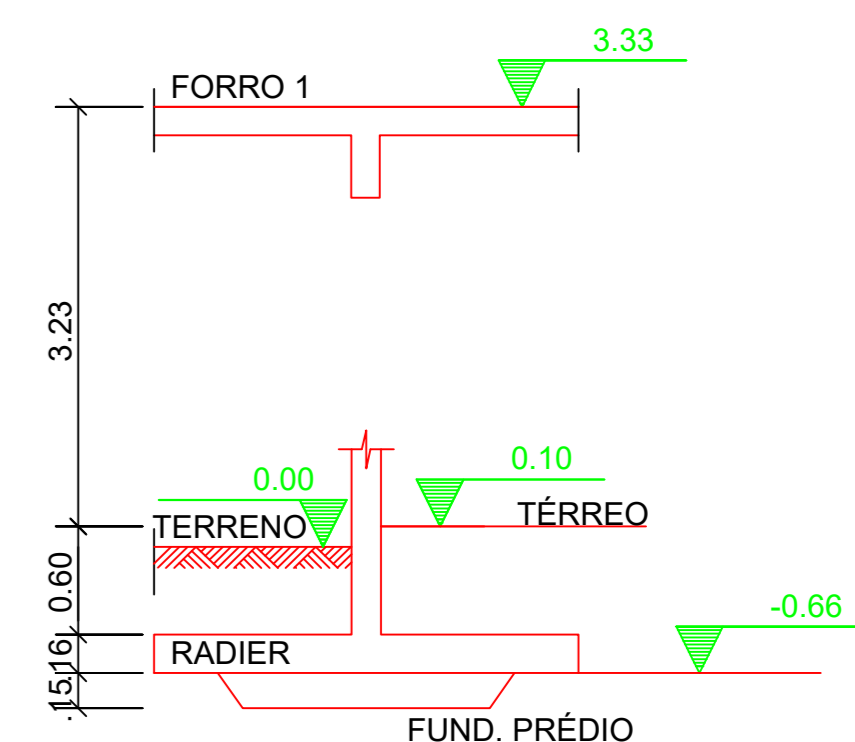 3.33
FORRO 1
3.23
0.00
0.10
TERRENO
TÉRREO
0.60
-0.66
RADIER
.16
.15
FUND. PRÉDIO